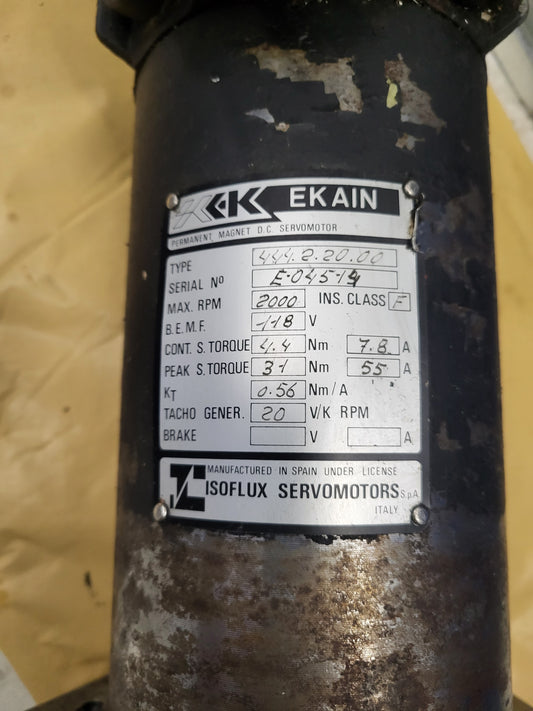 EKAIN
PERMANENT MAGNET D.C. SERVOMOTOR
TYPE 444.2.20.00
SERIAL Nº E-045-14
MAX. RPM 2000 INS. CLASS F
B.E.M.F. 118 V
CONT. S. TORQUE 4.4 Nm 7.8 A
PEAK S. TORQUE 31 Nm 55 A
KT 0.56 Nm/A
TACHO GENER. 20 V/K RPM
BRAKE V A
MANUFACTURED IN SPAIN UNDER LICENSE
ISOFLUX SERVOMOTORS S.p.A
ITALY